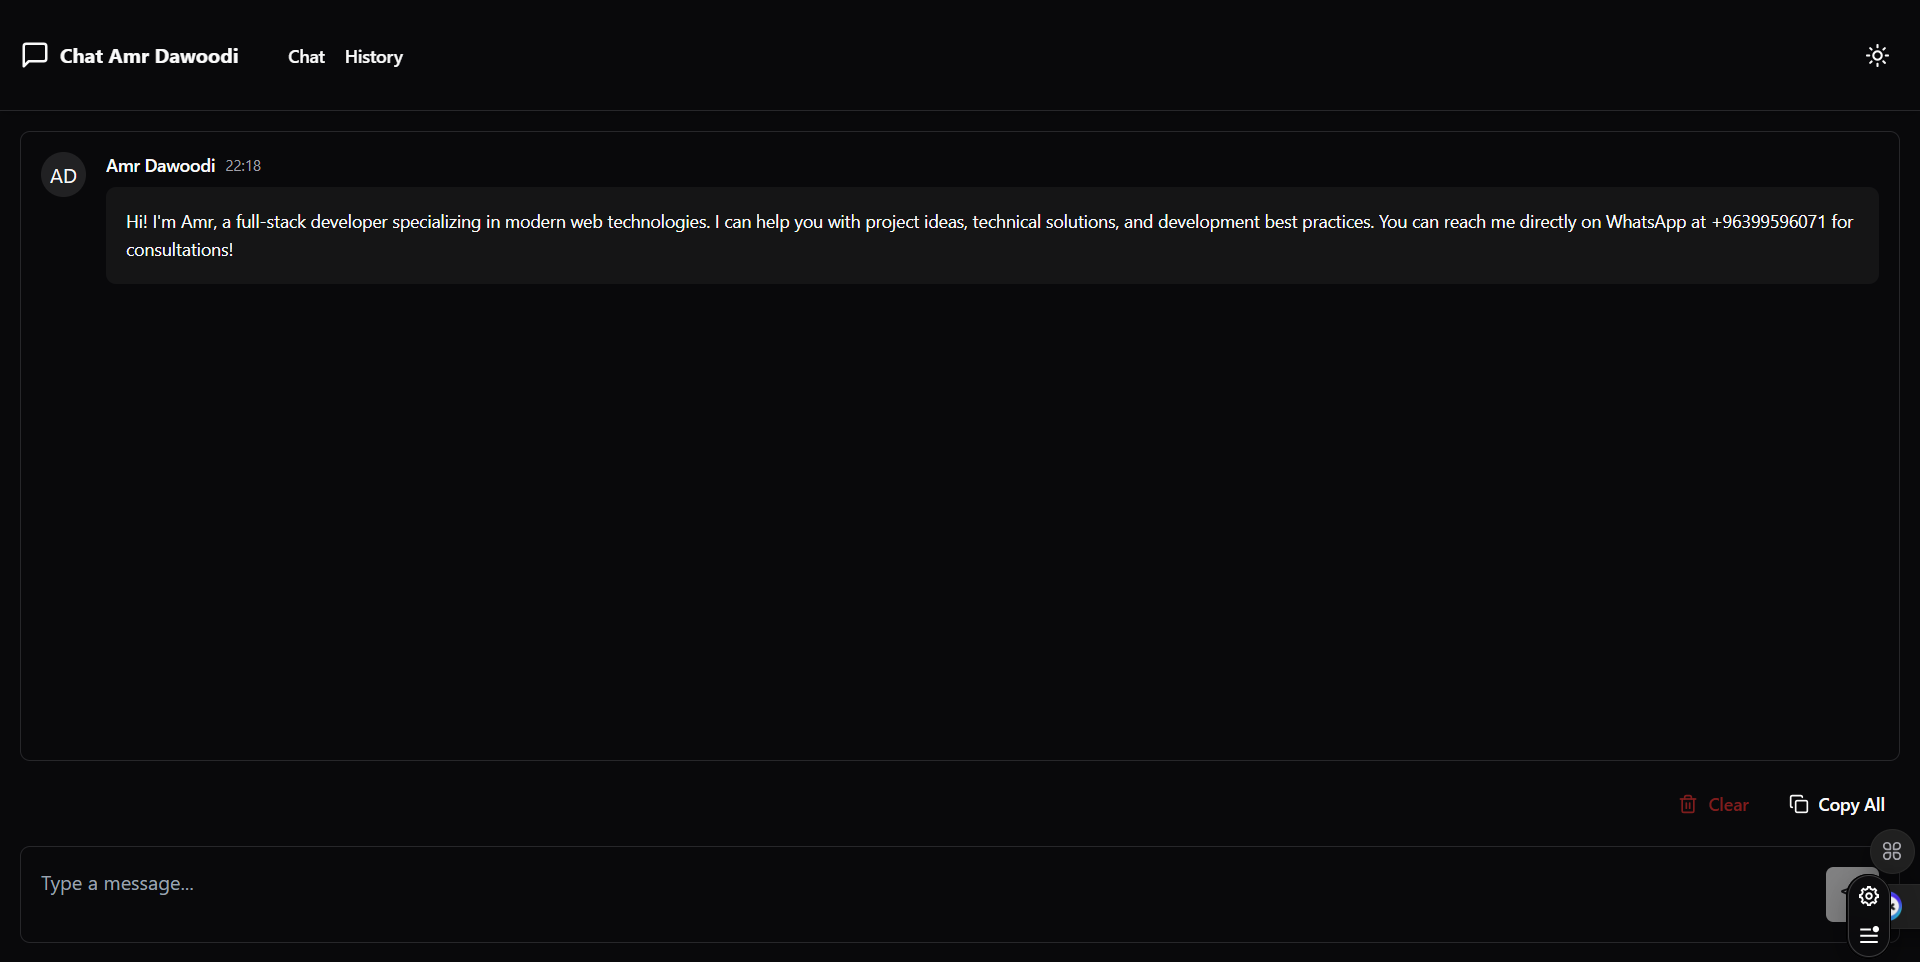 Chat Amr Dawoodi
Chat
History
AD
Amr Dawoodi 22:18
Hi! I'm Amr, a full-stack developer specializing in modern web technologies. I can help you with project ideas, technical solutions, and development best practices. You can reach me directly on WhatsApp at +96399596071 for
consultations!
Clear
Copy All
Type a message...